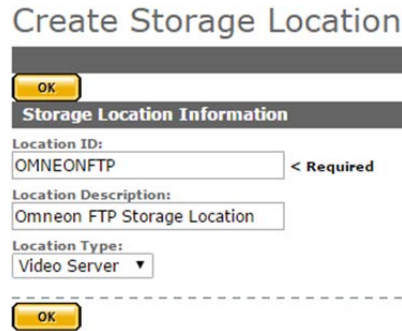 Create Storage Location
OK
Storage Location Information
Location ID:
OMNEONFTP < Required
Location Description:
Omneon FTP Storage Location
Location Type:
Video Server ▼
OK